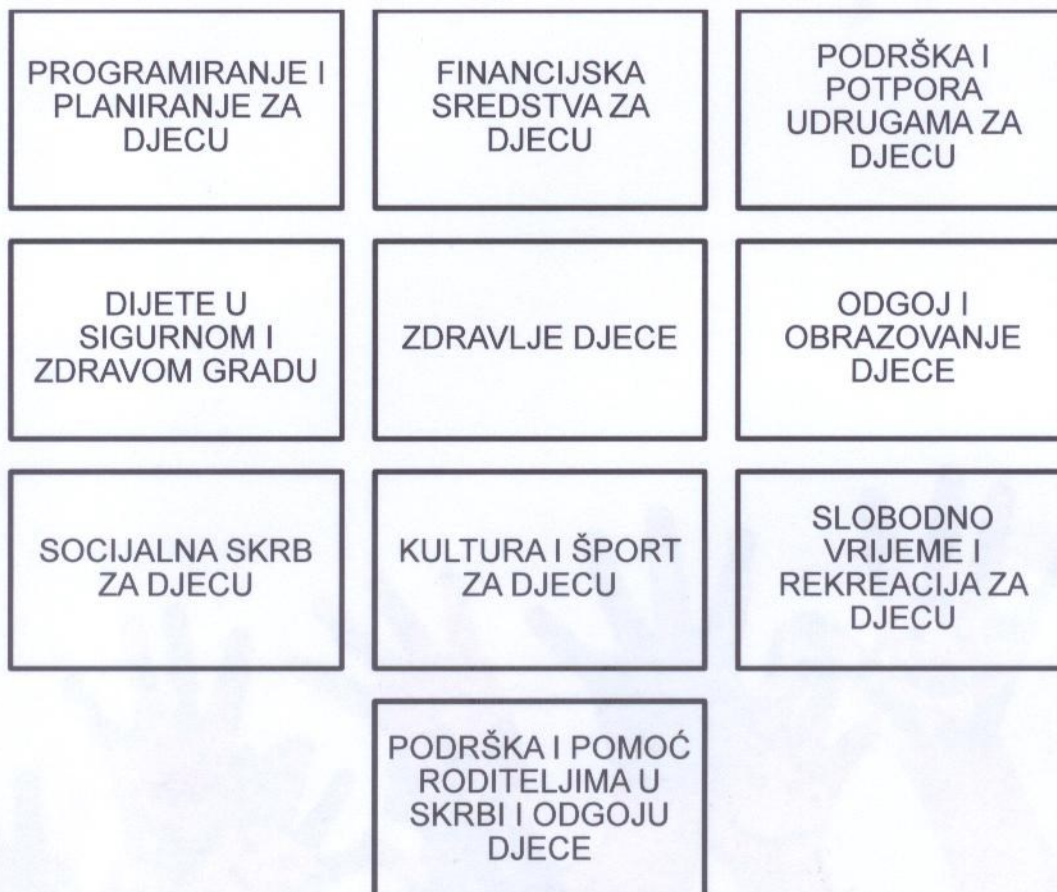 PROGRAMIRANJE I
PLANIRANJE ZA
DJECU
FINANCIJSKA
SREDSTVA ZA
DJECU
PODRŠKA I
POTPORA
UDRUGAMA ZA
DJECU
DIJETE U
SIGURNOM I
ZDRAVOM GRADU
ZDRAVLJE DJECE
ODGOJ I
OBRAZOVANJE
DJECE
SOCIJALNA SKRB
ZA DJECU
KULTURA I ŠPORT
ZA DJECU
SLOBODNO
VRIJEME I
REKREACIJA ZA
DJECU
PODRŠKA I POMOĆ
RODITELJIMA U
SKRBI I ODGOJU
DJECE